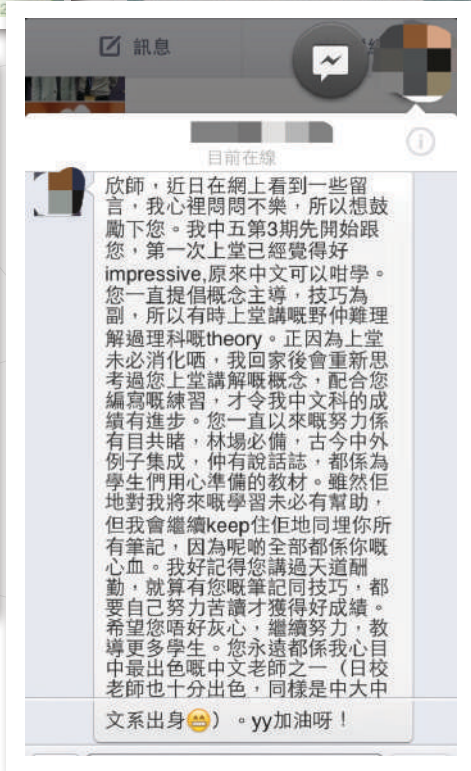 訊息
目前在線
欣師，近日在網上看到一些留
言，我心裡悶悶不樂，所以想鼓
勵下您。我中五第3期先開始跟
您，第一次上堂已經覺得好
impressive,原來中文可以咁學。
您一直提倡概念主導，技巧為
副，所以有時上堂講嘅野仲難理
解過理科嘅theory。正因為上堂
未必消化晒，我回家後會重新思
考過您上堂講解嘅概念，配合您
編寫嘅練習，才令我中文科的成
績有進步。您一直以來嘅努力係
有目共睹，林場必備，古今中外
例子集成，仲有說話誌，都係為
學生們用心準備的教材。雖然佢
地對我將來嘅學習未必有幫助，
但我會繼續keep住佢地同埋你所
有筆記，因為呢啲全部都係你嘅
心血。我好記得您講過天道酬
勤，就算有您嘅筆記同技巧，都
要自己努力苦讀才獲得好成績。
希望您唔好灰心，繼續努力，教
導更多學生。您永遠都係我心目
中最出色嘅中文老師之一（日校
老師也十分出色，同樣是中大中
文系出身😁）。yy加油呀！